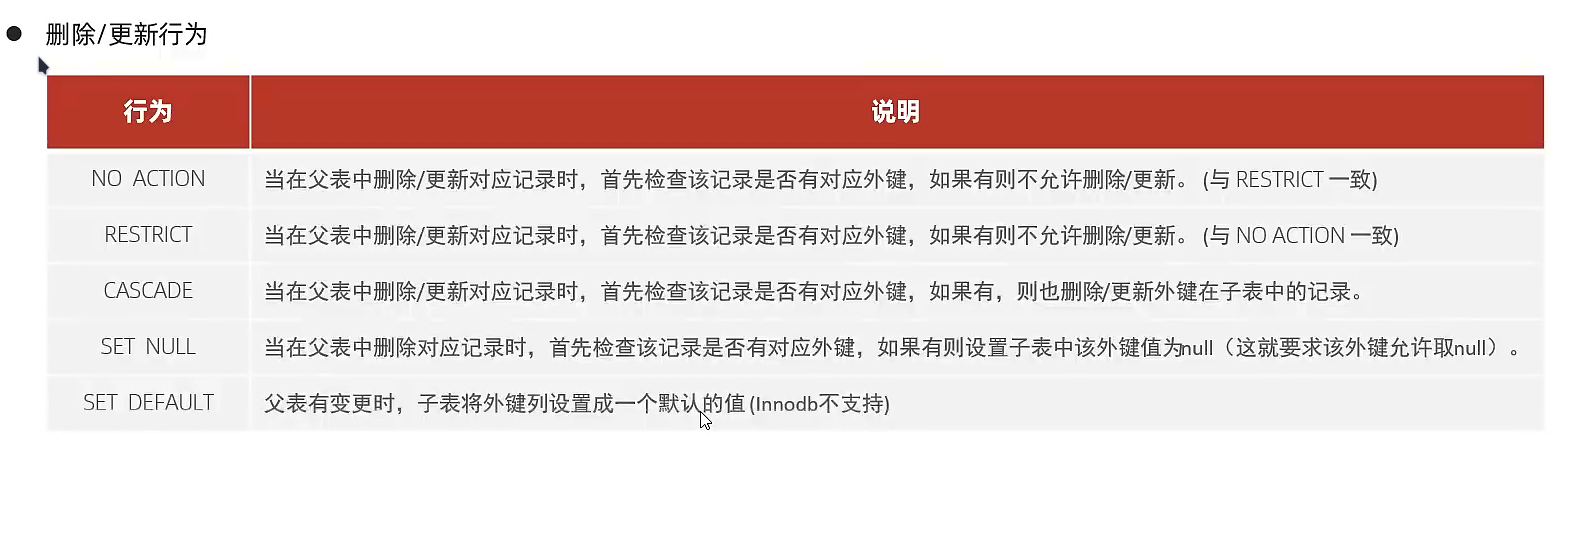 ● 删除/更新行为
行为 说明
NO ACTION 当在父表中删除/更新对应记录时，首先检查该记录是否有对应外键，如果有则不允许删除/更新。 (与 RESTRICT 一致)
RESTRICT 当在父表中删除/更新对应记录时，首先检查该记录是否有对应外键，如果有则不允许删除/更新。 (与 NO ACTION 一致)
CASCADE 当在父表中删除/更新对应记录时，首先检查该记录是否有对应外键，如果有，则也删除/更新外键在子表中的记录。
SET NULL 当在父表中删除对应记录时，首先检查该记录是否有对应外键，如果有则设置子表中该外键值为null（这就要求该外键允许取null）。
SET DEFAULT 父表有变更时，子表将外键列设置成一个默认的值 (Innodb不支持)